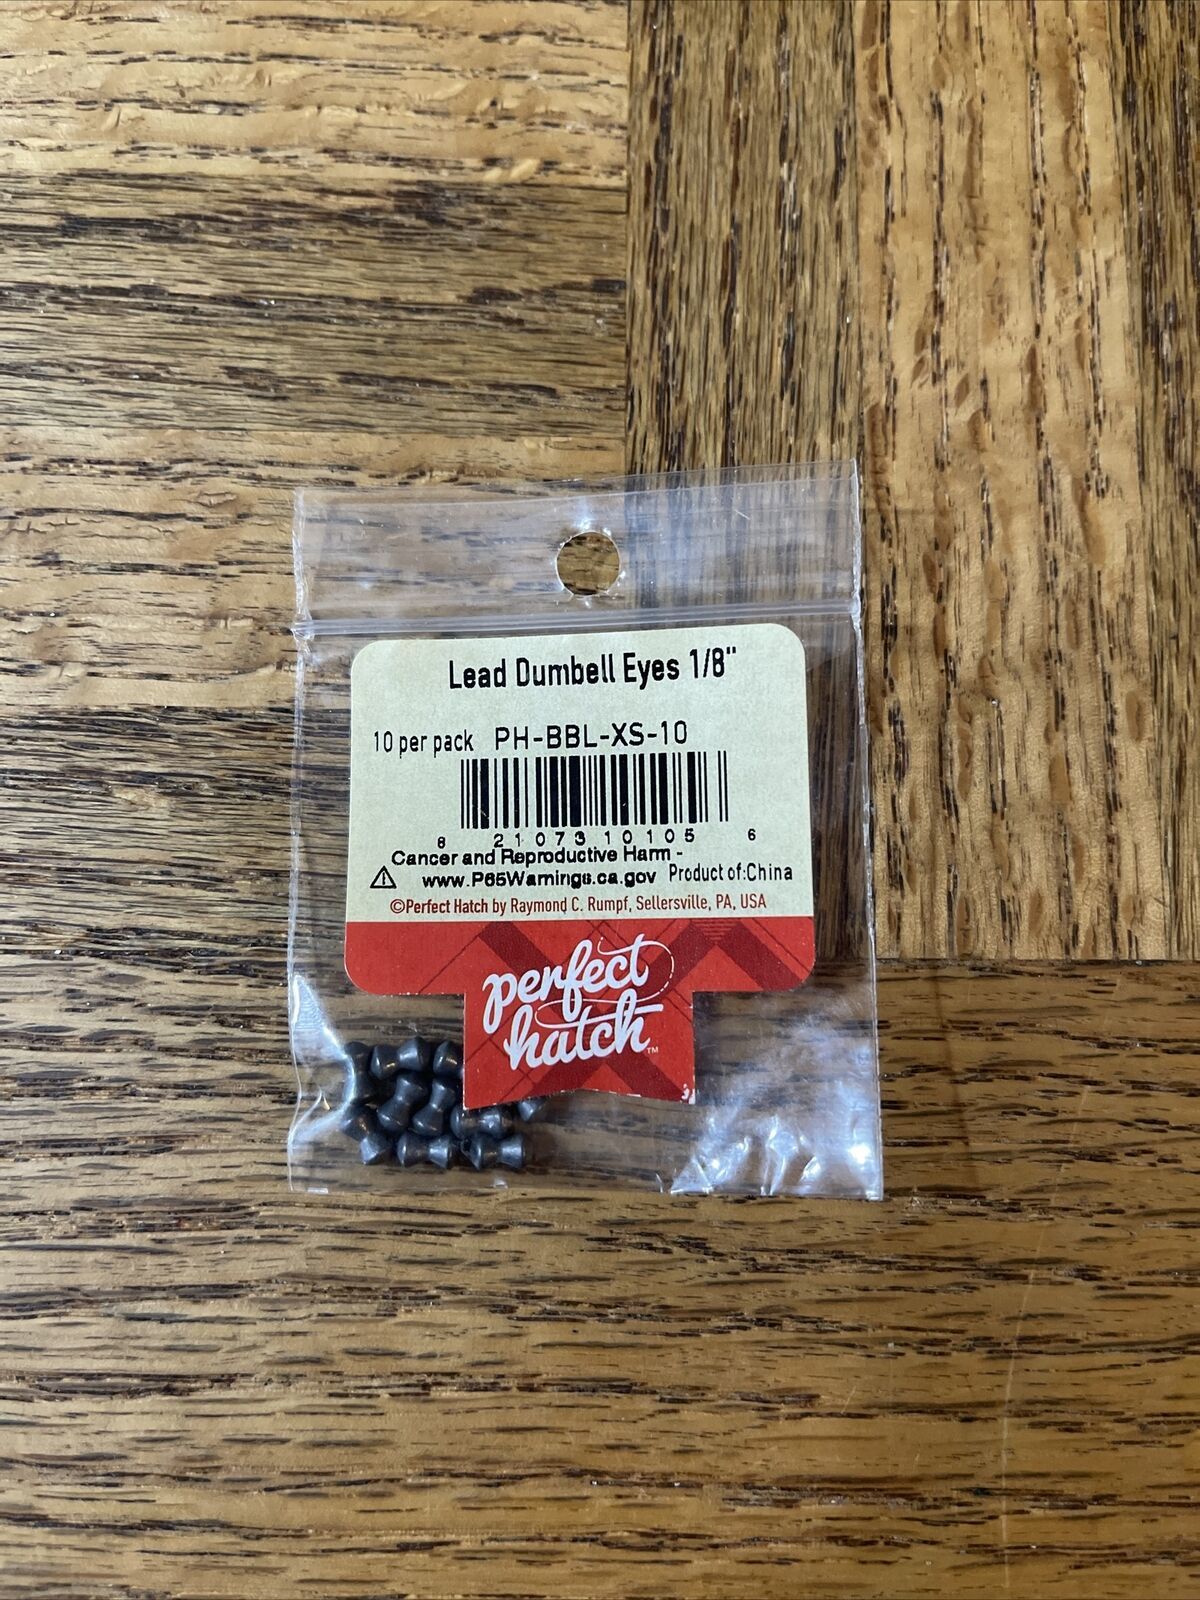 Lead Dumbell Eyes 1/8"
10 per pack PH-BBL-XS-10
8 21073 10105 6
Cancer and Reproductive Harm -
www.P65Warnings.ca.gov Product of:China
©Perfect Hatch by Raymond C. Rumpf, Sellersville, PA, USA
perfect
hatch™